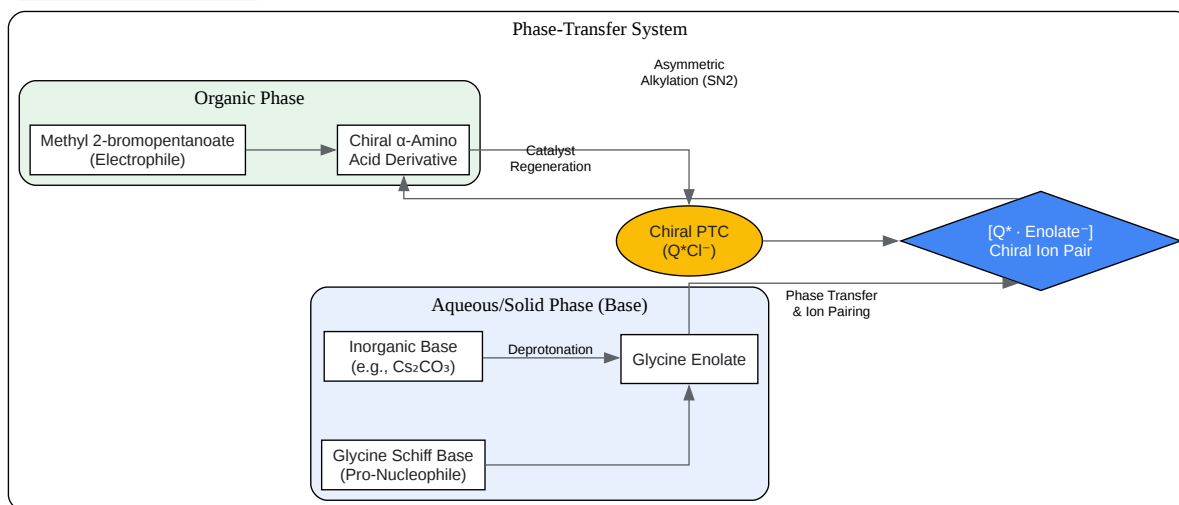 Phase-Transfer System
Asymmetric
Alkylation (SN2)
Organic Phase
Methyl 2-bromopentanoate
(Electrophile)
Chiral α-Amino
Acid Derivative
Catalyst
Regeneration
Chiral PTC
(Q*Cl⁻)
[Q* · Enolate⁻]
Chiral Ion Pair
Phase Transfer
& Ion Pairing
Aqueous/Solid Phase (Base)
Inorganic Base
(e.g., Cs₂CO₃)
Deprotonation
Glycine Enolate
Glycine Schiff Base
(Pro-Nucleophile)